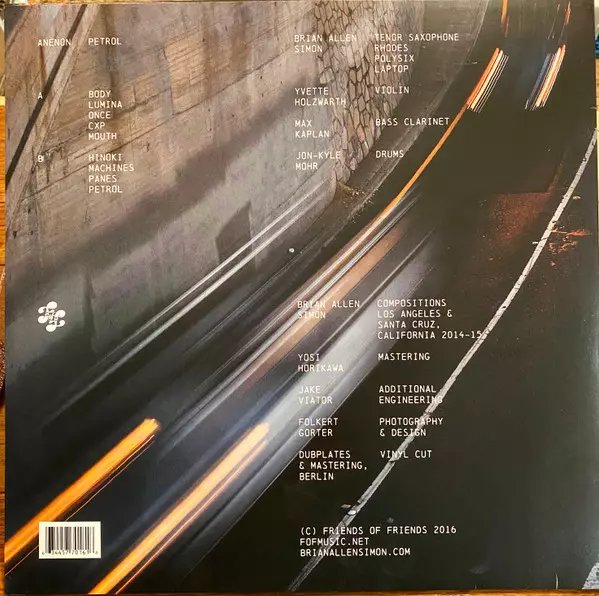 ANENON PETROL
A BODY
LUMINA
ONCE
CXP
MOUTH
B HINOKI
MACHINES
PANES
PETROL
BRIAN ALLEN TENOR SAXOPHONE
SIMON RHODES
POLYSIX
LAPTOP
YVETTE VIOLIN
HOLZWARTH
MAX BASS CLARINET
KAPLAN
JON-KYLE DRUMS
MOHR
BRIAN ALLEN COMPOSITIONS
SIMON LOS ANGELES &
SANTA CRUZ,
CALIFORNIA 2014-15
YOSI MASTERING
HORIKAWA
JAKE ADDITIONAL
VIATOR ENGINEERING
FOLKERT PHOTOGRAPHY
GORTER & DESIGN
DUBPLATES VINYL CUT
& MASTERING,
BERLIN
(C) FRIENDS OF FRIENDS 2016
FOFMUSIC.NET
BRIANALLENSIMON.COM